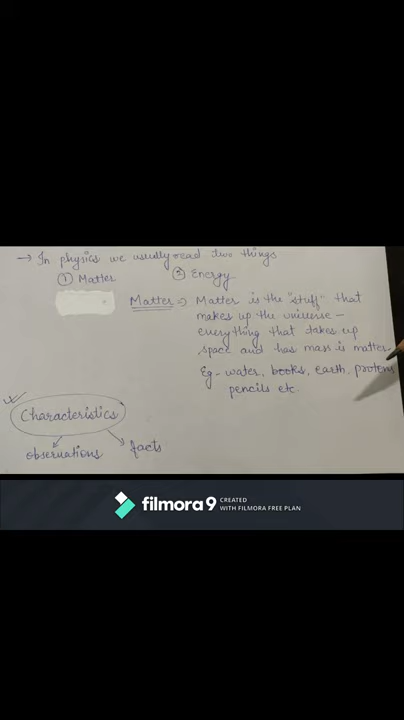 → In physics we usually read two things
① Matter ② Energy
Matter ⇒ Matter is the "stuff" that
makes up the universe —
everything that takes up
space and has mass is matter.
Eg - water, books, earth, protons
pencils etc.
Characteristics
observations facts
filmora9 CREATED
WITH FILMORA FREE PLAN